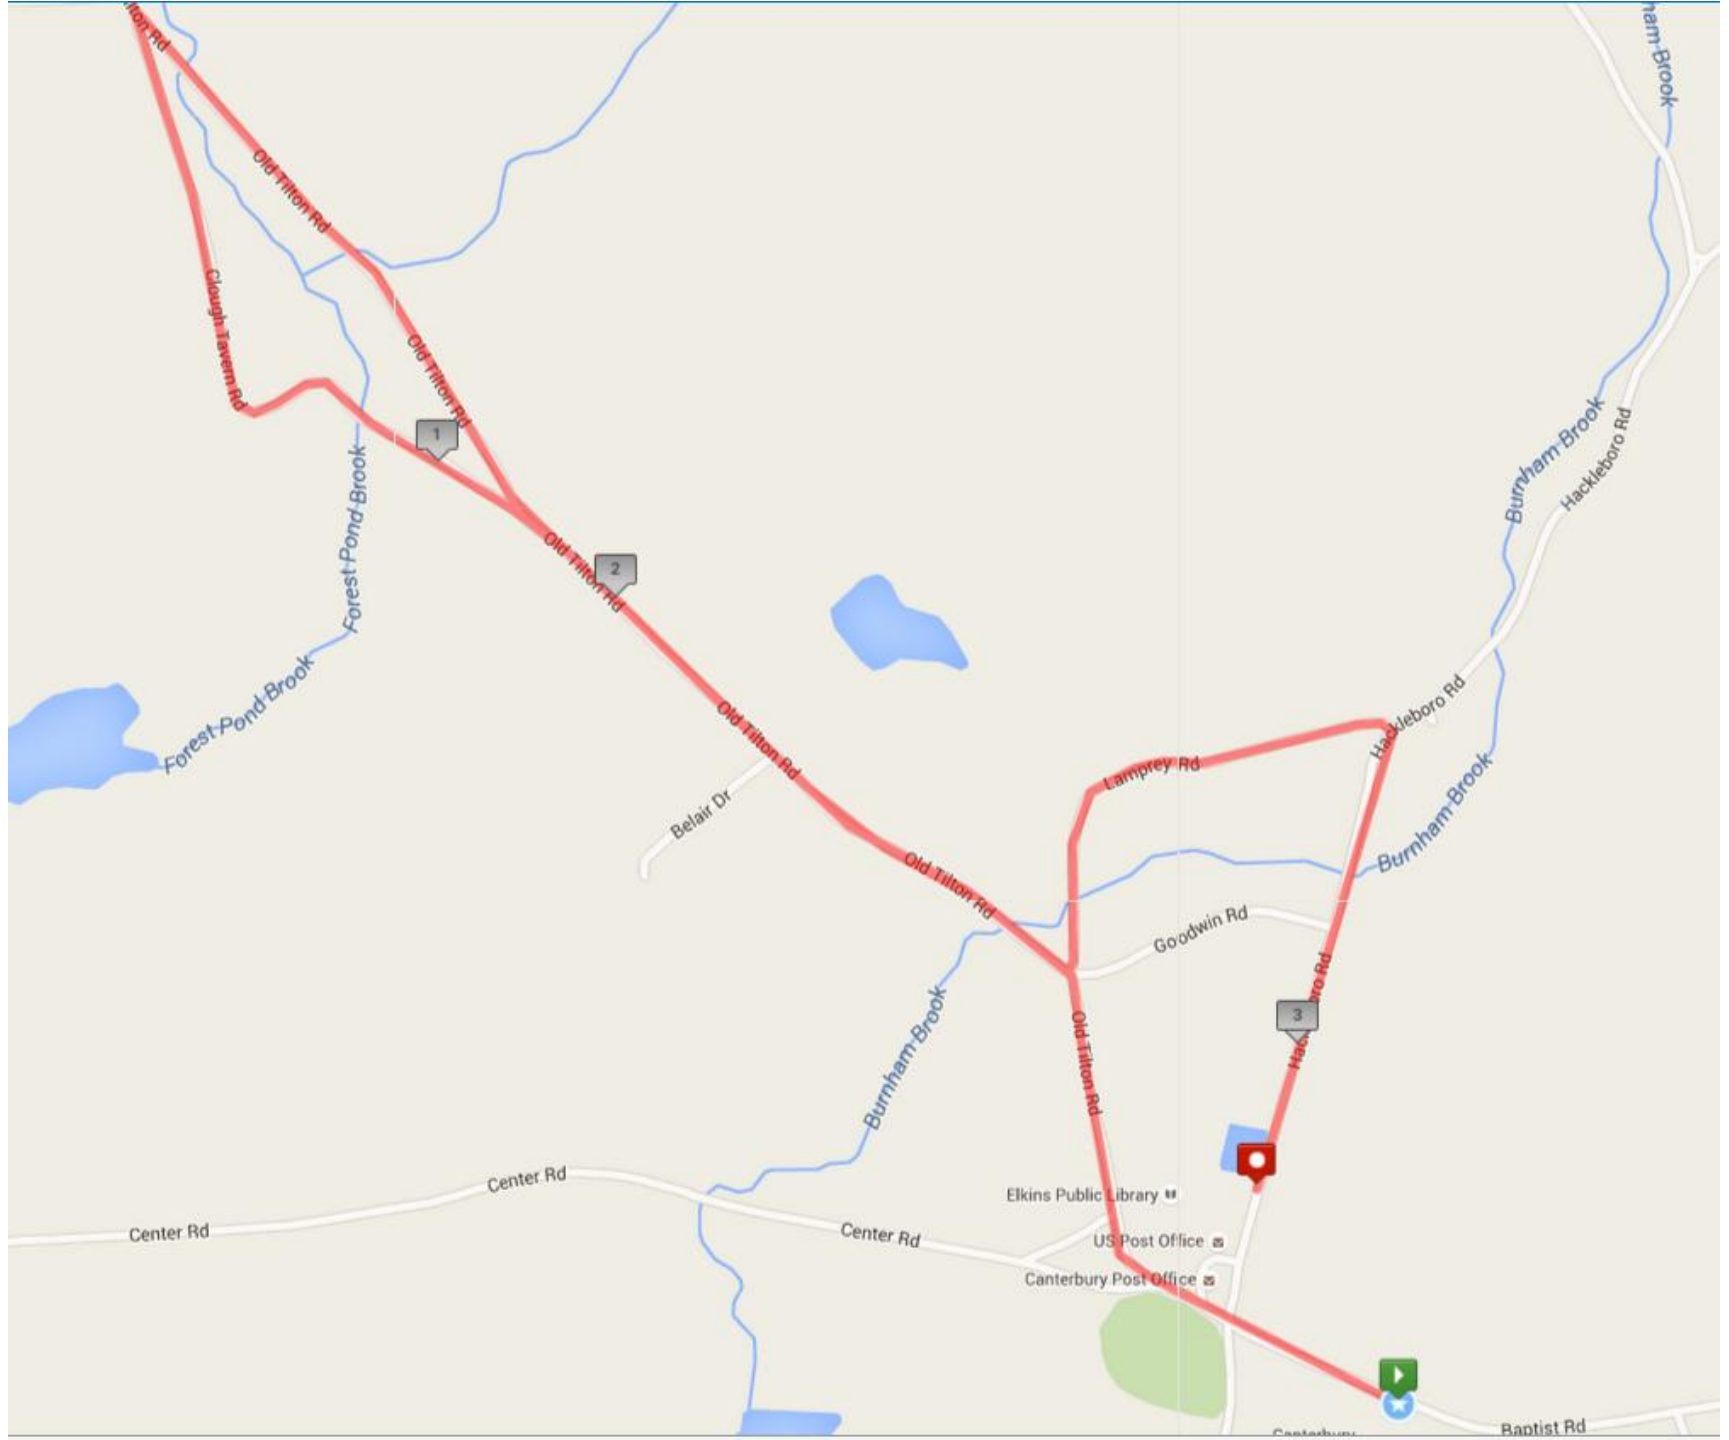 Old Tilton Rd
Clough Tavern Rd
Old Tilton Rd
1
Forest Pond Brook
Forest Pond Brook
Old Tilton Rd
2
Old Tilton Rd
Belair Dr
Old Tilton Rd
Burnham Brook
Hackleboro Rd
Hackleboro Rd
Lamprey Rd
Burnham Brook
Goodwin Rd
Burnham Brook
Old Tilton Rd
3
Center Rd
Center Rd
Center Rd
Elkins Public Library
US Post Office
Canterbury Post Office
Baptist Rd